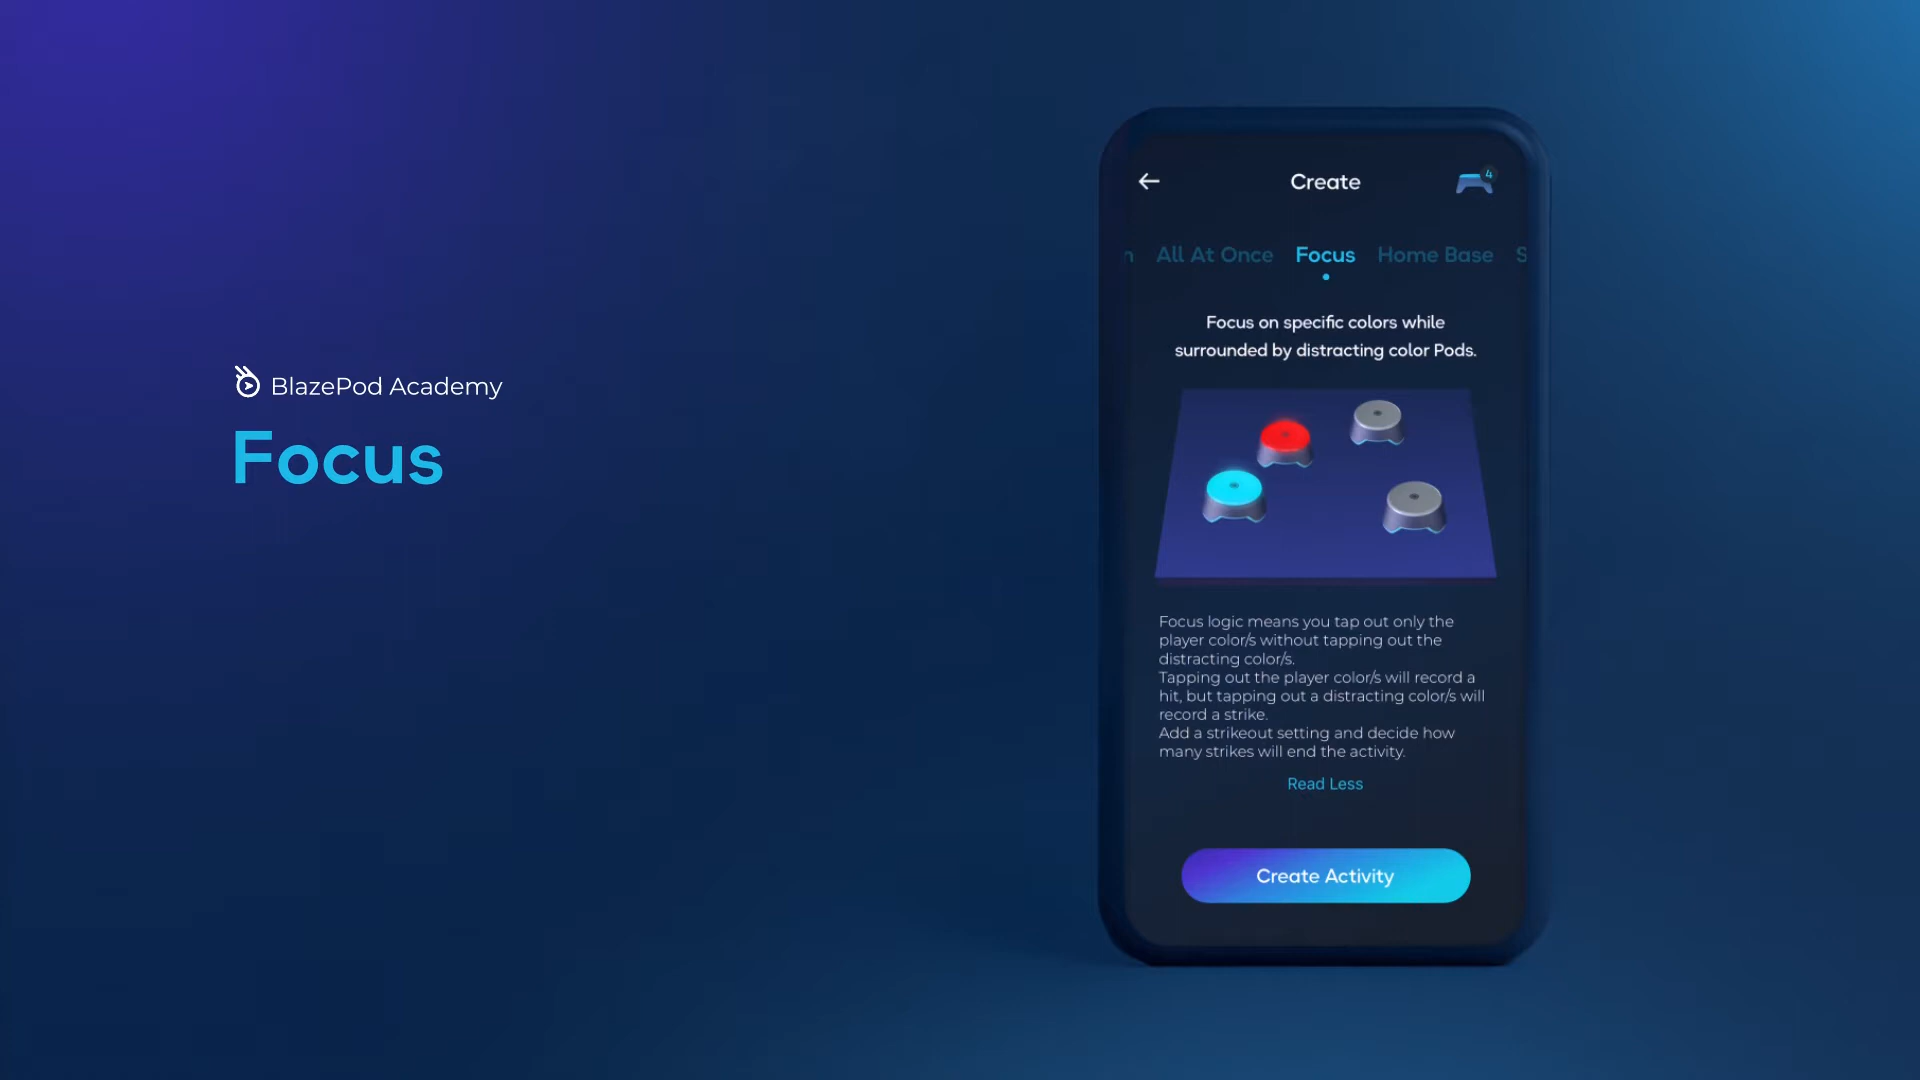 BlazePod Academy
Focus
Create
4
n All At Once Focus Home Base S
Focus on specific colors while
surrounded by distracting color Pods.
Focus logic means you tap out only the
player color/s without tapping out the
distracting color/s.
Tapping out the player color/s will record a
hit, but tapping out a distracting color/s will
record a strike.
Add a strikeout setting and decide how
many strikes will end the activity.
Read Less
Create Activity